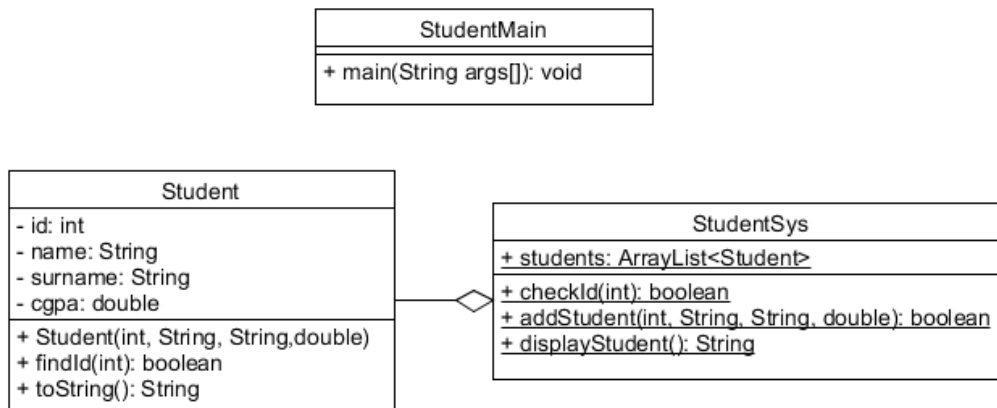 StudentMain
+ main(String args[]): void
Student
- id: int
- name: String
- surname: String
- cgpa: double
+ Student(int, String, String,double)
+ findId(int): boolean
+ toString(): String
StudentSys
+ students: ArrayList<Student>
+ checkId(int): boolean
+ addStudent(int, String, String, double): boolean
+ displayStudent(): String